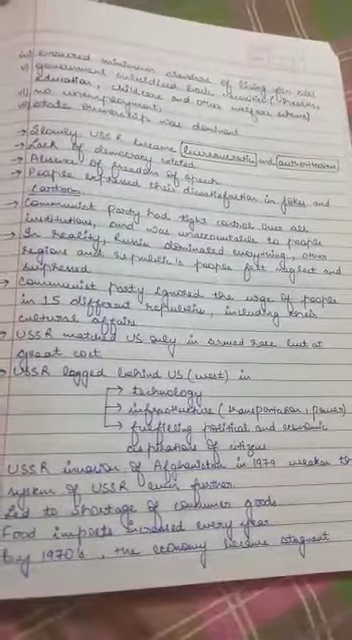 iv) ensured minimum standard of living for all
v) government subsidised basic necessities (health,
education, childcare and other welfare schemes)
vi) no unemployment
vii) state ownership was dominant
→ Slowly USSR became bureaucratic and authoritarian
→ Lack of democracy
→ Absence of freedom of speech
→ People expressed their dissatisfaction in jokes and
cartoon
→ Communist Party had tight control over all
institutions, and was unaccountable to people
→ In reality, Russia dominated everything, other
regions and republic's people felt neglect and
supressed
→ Communist party ignored the urge of people
in 15 different republics, including their
cultural affairs
→ USSR matched US only in armed race but at
great cost
→ USSR lagged behind US (west) in
→ technology
→ infrastructure (transportation, power)
→ fulfilling political and economic
aspirations of citizens
USSR invasion of Afghanistan in 1979 weaken the
system of USSR even further
Led to shortage of consumer goods
Food imports increased every year
By 1970s, the economy became stagnant